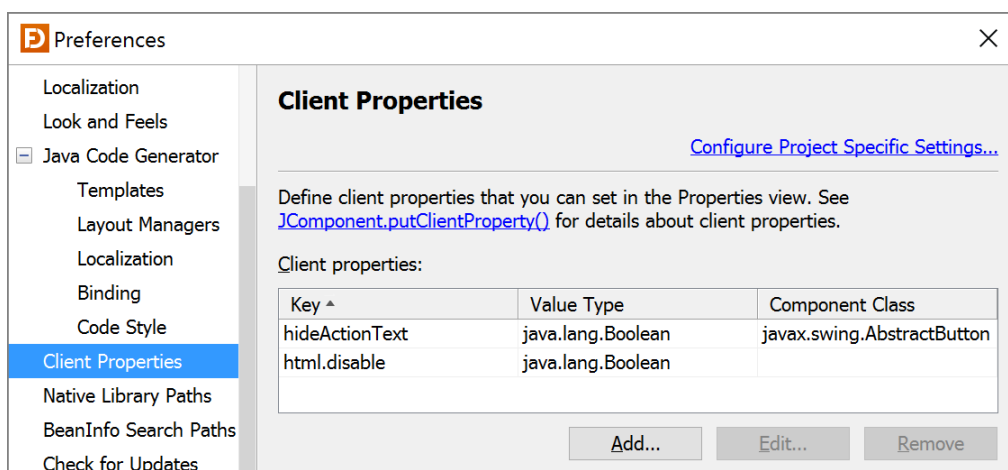 Preferences
Localization
Look and Feels
Java Code Generator
Templates
Layout Managers
Localization
Binding
Code Style
Client Properties
Native Library Paths
BeanInfo Search Paths
Check for Updates
Client Properties
Configure Project Specific Settings...
Define client properties that you can set in the Properties view. See
JComponent.putClientProperty() for details about client properties.
Client properties:
Key Value Type Component Class
hideActionText java.lang.Boolean javax.swing.AbstractButton
html.disable java.lang.Boolean
Add... Edit... Remove